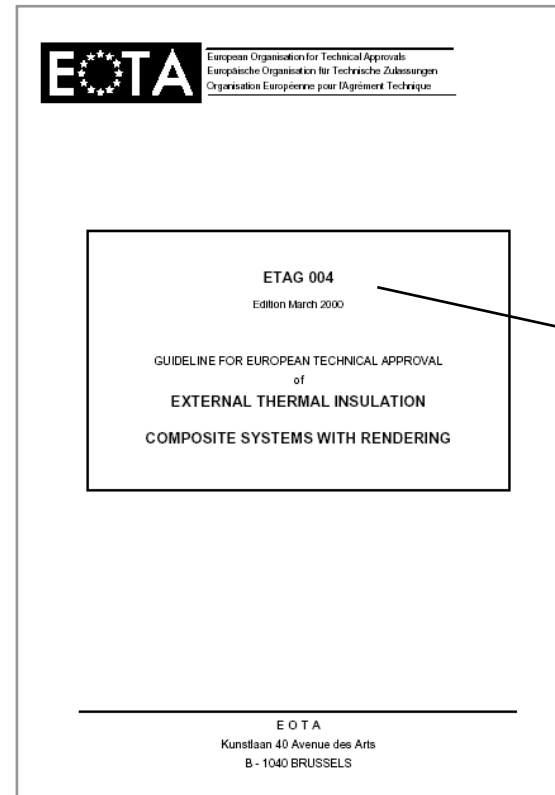 EOTA
European Organisation for Technical Approvals
Europäische Organisation für Technische Zulassungen
Organisation Européenne pour l'Agrément Technique
ETAG 004
Edition March 2000
GUIDELINE FOR EUROPEAN TECHNICAL APPROVAL
of
EXTERNAL THERMAL INSULATION
COMPOSITE SYSTEMS WITH RENDERING
E O T A
Kunstlaan 40 Avenue des Arts
B - 1040 BRUSSELS